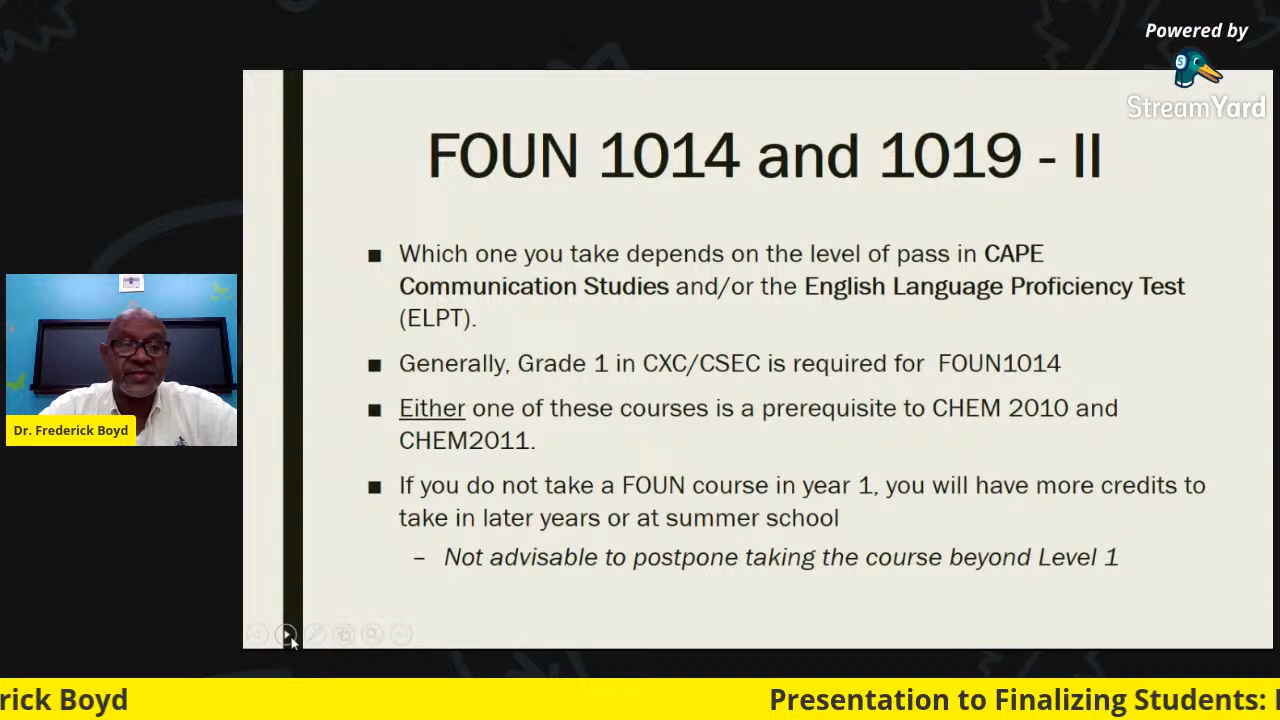 Powered by
StreamYard
FOUN 1014 and 1019 - II
■ Which one you take depends on the level of pass in CAPE
Communication Studies and/or the English Language Proficiency Test
(ELPT).
■ Generally, Grade 1 in CXC/CSEC is required for FOUN1014
■ Either one of these courses is a prerequisite to CHEM 2010 and
CHEM2011.
■ If you do not take a FOUN course in year 1, you will have more credits to
take in later years or at summer school
– Not advisable to postpone taking the course beyond Level 1
Dr. Frederick Boyd
rick Boyd
Presentation to Finalizing Students: